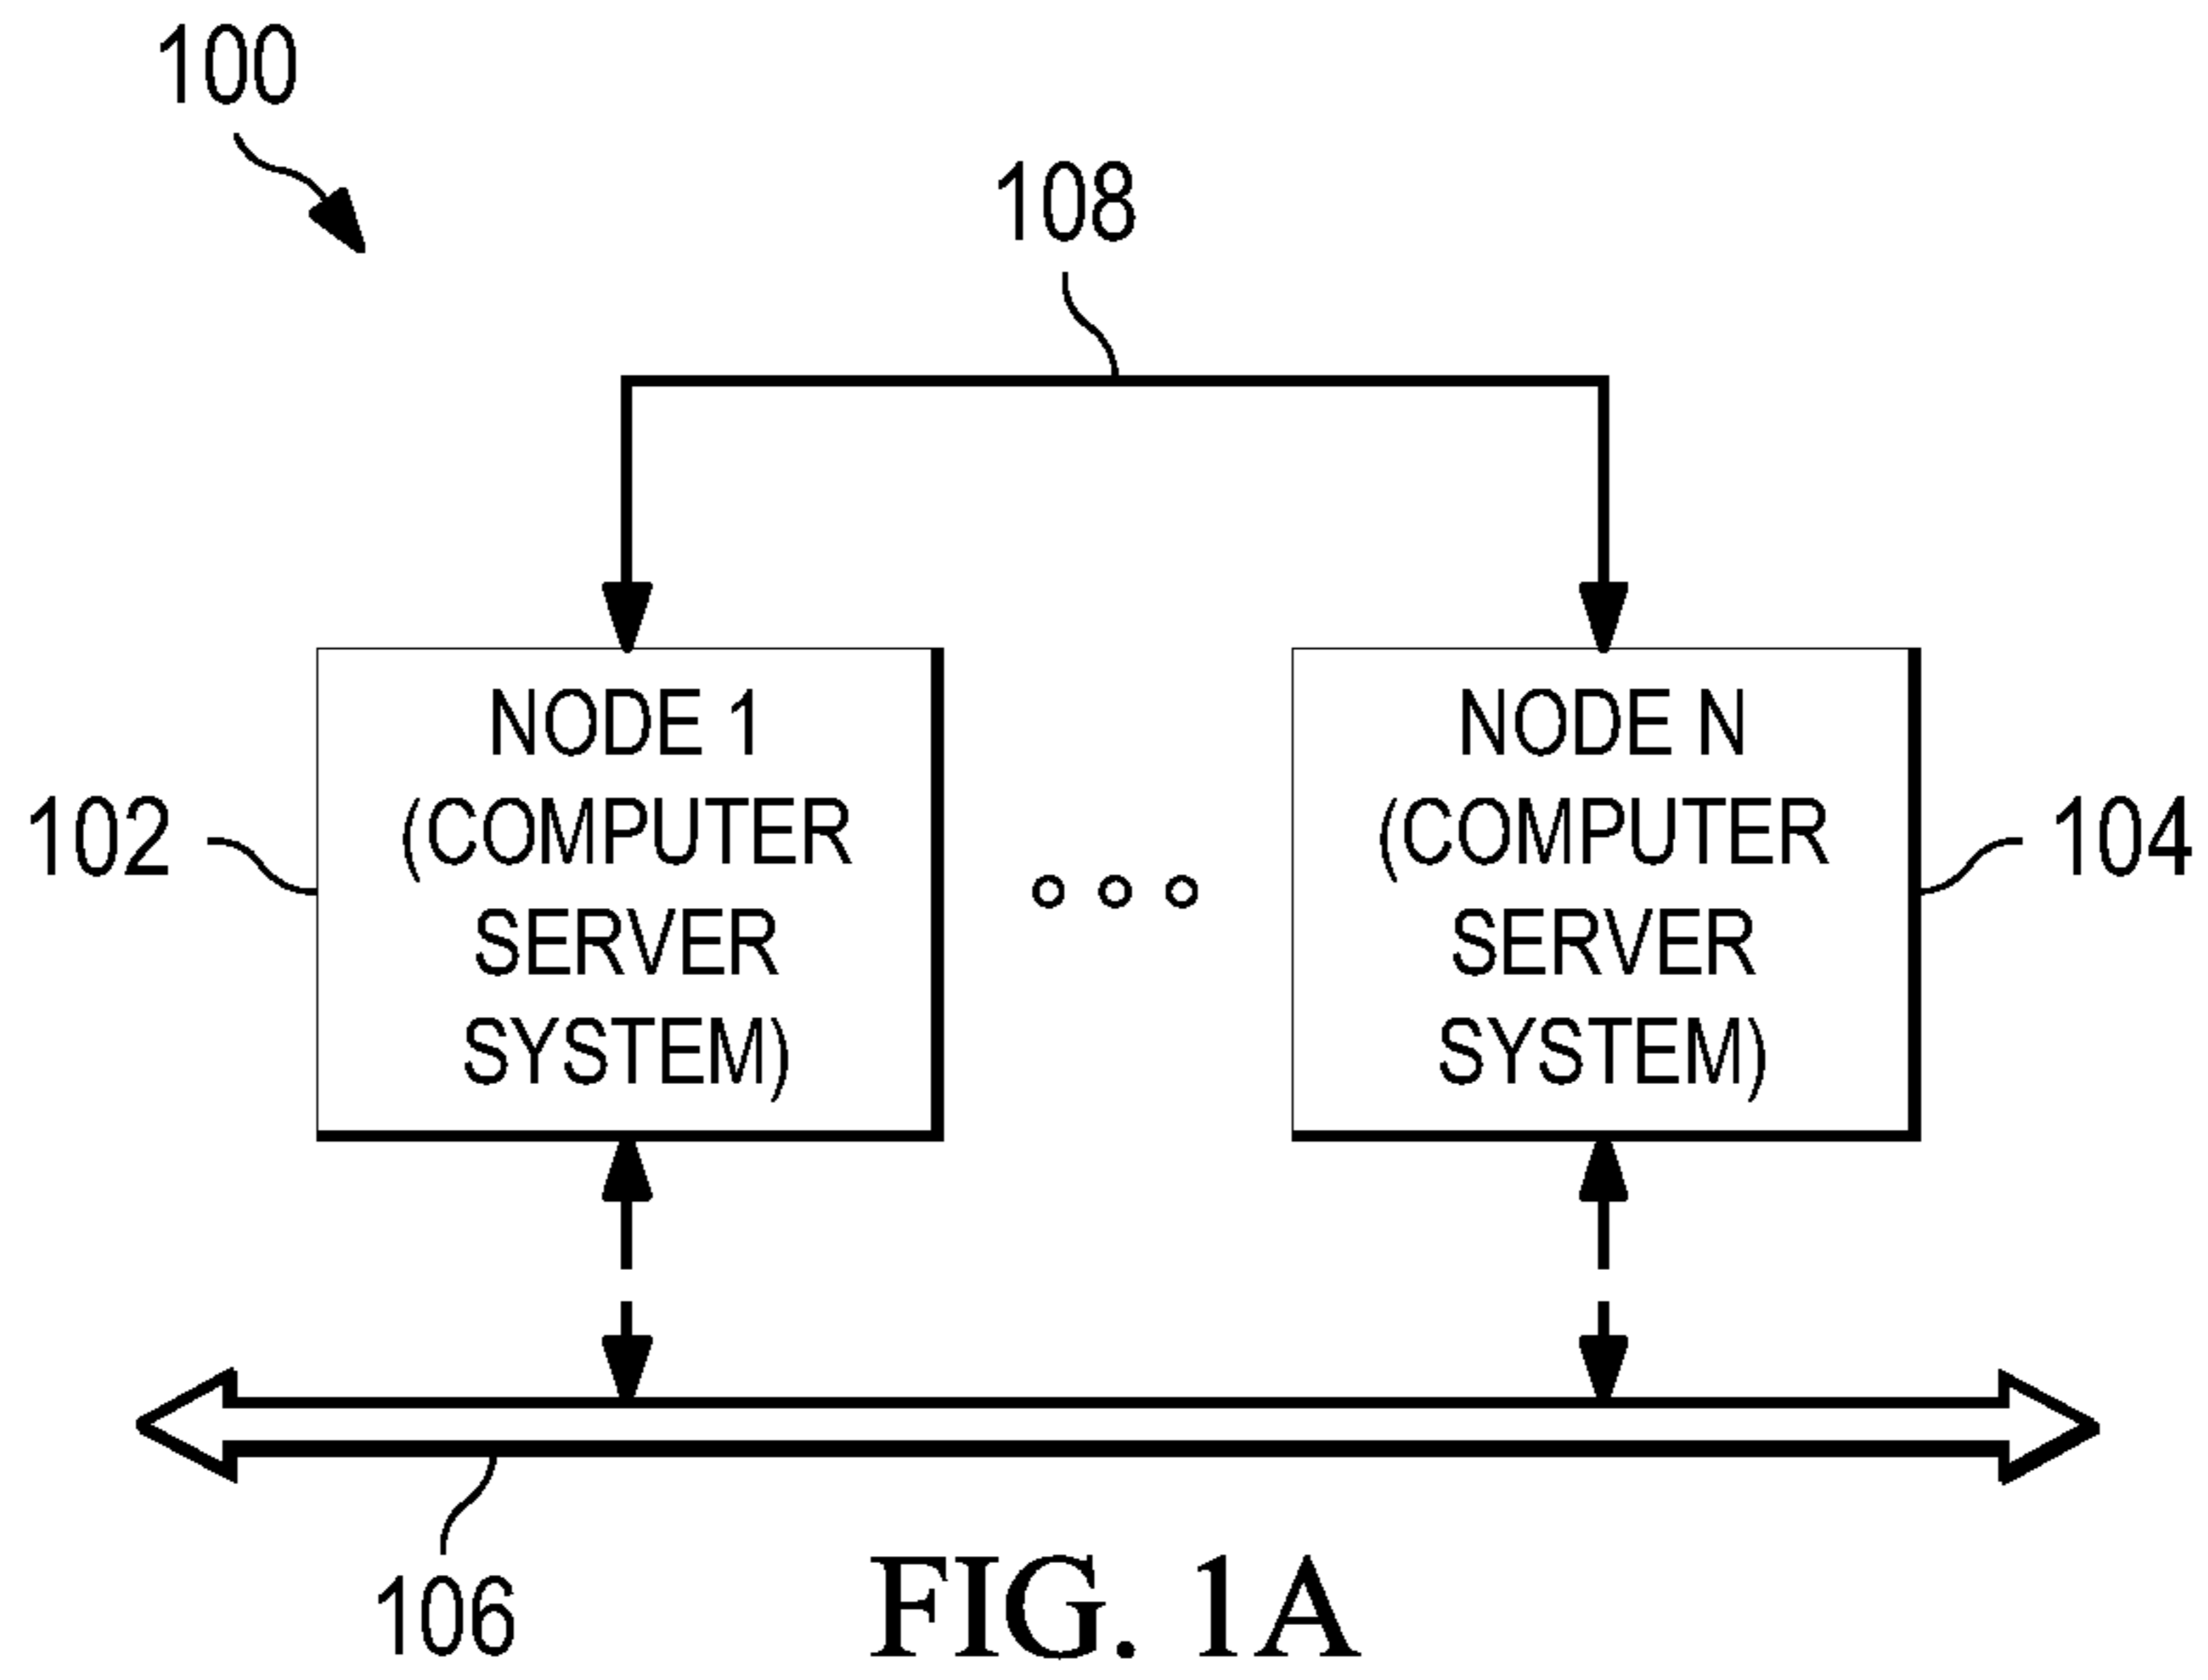 100
108
NODE 1
(COMPUTER
SERVER
SYSTEM)
NODE N
(COMPUTER
SERVER
SYSTEM)
102
104
106
FIG. 1A